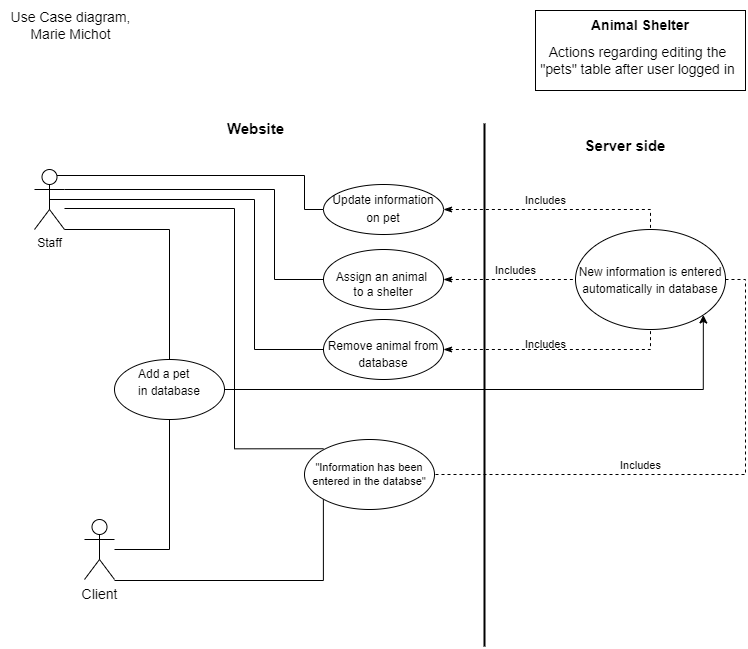 Use Case diagram,
Marie Michot
Animal Shelter
Actions regarding editing the
"pets" table after user logged in
Website
Server side
Staff
Update information
on pet
Includes
Assign an animal
to a shelter
Includes
New information is entered
automatically in database
Remove animal from
database
Includes
Add a pet
in database
"Information has been
entered in the databse"
Includes
Client